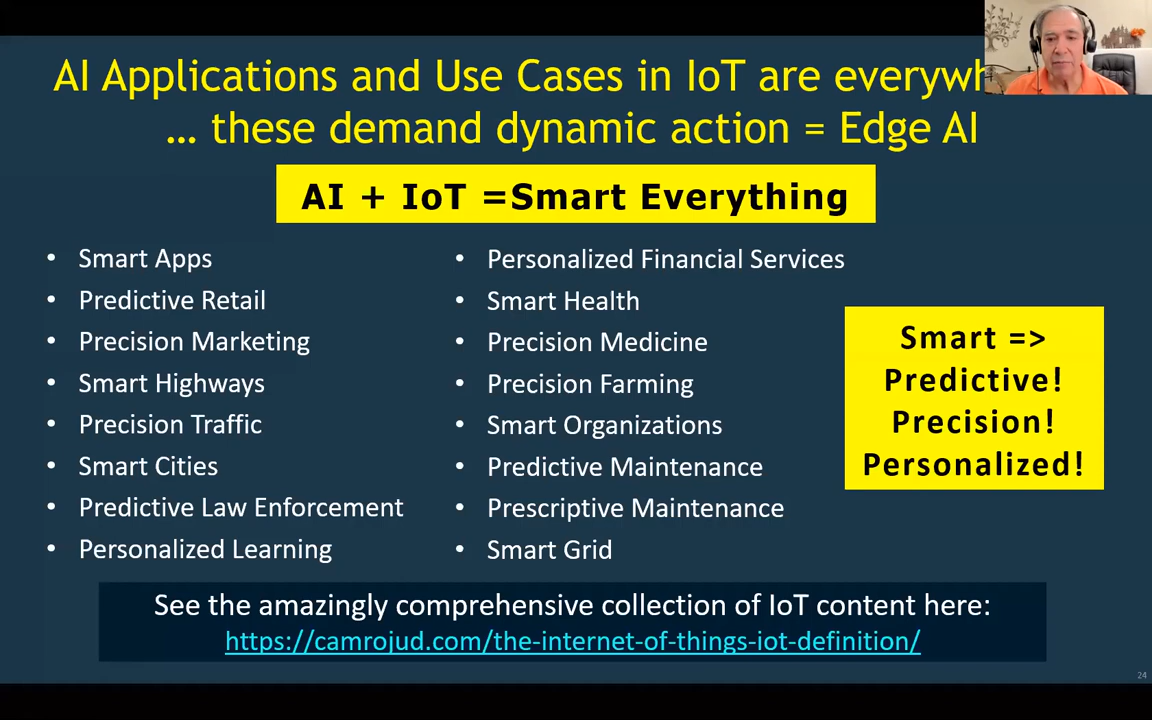 AI Applications and Use Cases in IoT are everywh
… these demand dynamic action = Edge AI
AI + IoT =Smart Everything
• Smart Apps
• Predictive Retail
• Precision Marketing
• Smart Highways
• Precision Traffic
• Smart Cities
• Predictive Law Enforcement
• Personalized Learning
• Personalized Financial Services
• Smart Health
• Precision Medicine
• Precision Farming
• Smart Organizations
• Predictive Maintenance
• Prescriptive Maintenance
• Smart Grid
Smart =>
Predictive!
Precision!
Personalized!
See the amazingly comprehensive collection of IoT content here:
https://camrojud.com/the-internet-of-things-iot-definition/
24